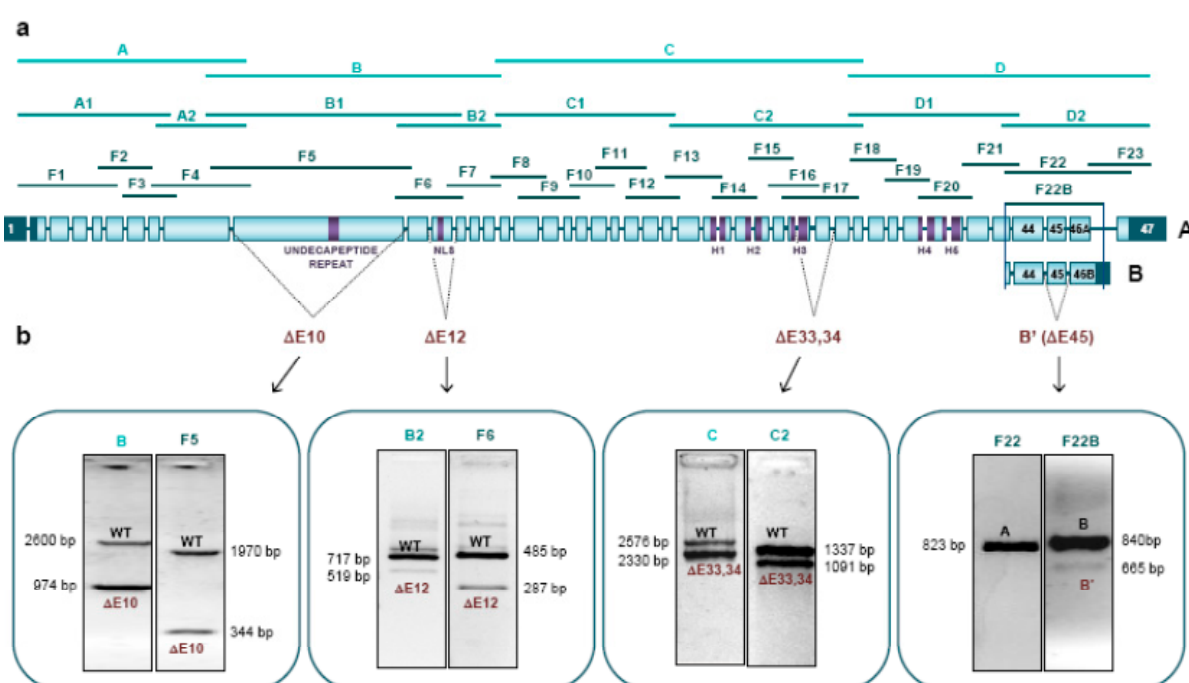 a
A
C
B
D
A1
B1
C1
D1
A2
B2
C2
D2
F2
F5
F11
F13
F15
F18
F21
F23
F1
F3
F4
F6
F7
F8
F9
F10
F12
F14
F16
F17
F19
F20
F22
F22B
1
44
45
46A
47
A
UNDECAPEPTIDE
REPEAT
NLS
H1
H2
H3
H4
H5
44
45
46B
B
b
ΔE10
ΔE12
ΔE33,34
B' (ΔE45)
B
F5
2600 bp
WT
WT
1970 bp
974 bp
ΔE10
344 bp
ΔE10
B2
F6
717 bp
WT
WT
485 bp
519 bp
ΔE12
ΔE12
287 bp
C
C2
2576 bp
WT
WT
1337 bp
2330 bp
ΔE33,34
ΔE33,34
1091 bp
F22
F22B
823 bp
A
B
840bp
665 bp
B'